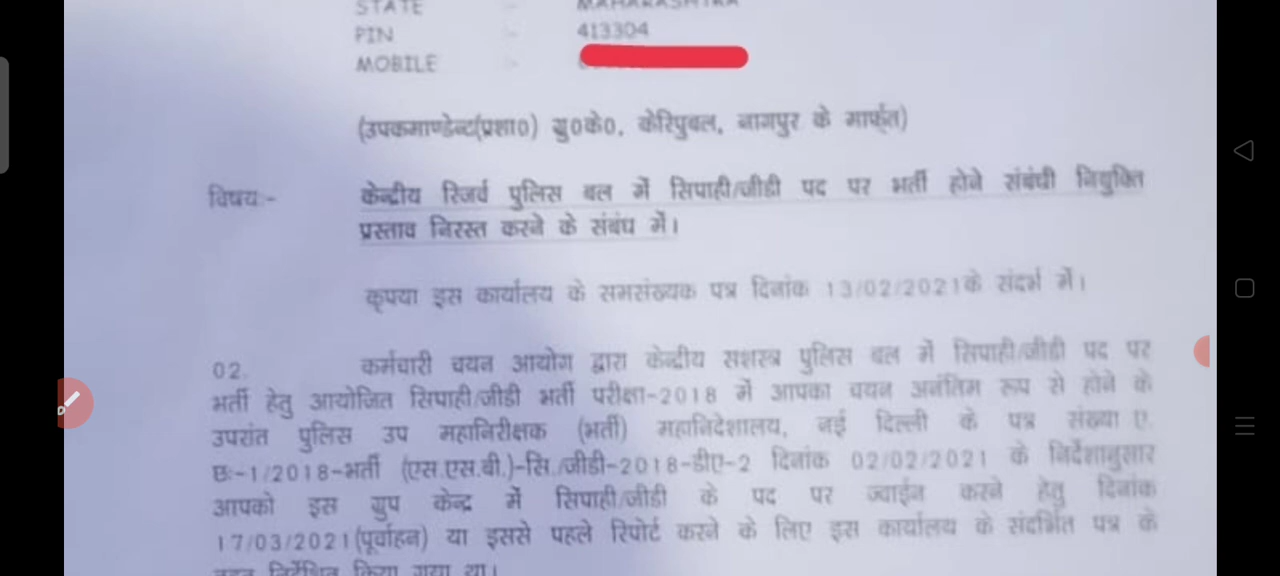 STATE - MAHARASHTRA
PIN - 413304
MOBILE -
(उपकमाण्डेन्ट(प्रशा0) ग्रु0के0, केरिपुबल, नागपुर के मार्फ्त)
विषय:- केन्द्रीय रिजर्व पुलिस बल में सिपाही/जीडी पद पर भर्ती होने संबंधी नियुक्ति
प्रस्ताव निरस्त करने के संबंध में।
कृपया इस कार्यालय के समसंख्यक पत्र दिनांक 13/02/2021के संदर्भ में।
02. कर्मचारी चयन आयोग द्वारा केन्द्रीय सशस्त्र पुलिस बल में सिपाही/जीडी पद पर
भर्ती हेतु आयोजित सिपाही/जीडी भर्ती परीक्षा-2018 में आपका चयन अनंतिम रूप से होने के
उपरांत पुलिस उप महानिरीक्षक (भर्ती) महानिदेशालय, नई दिल्ली के पत्र संख्या ए.
छः-1/2018-भर्ती (एस.एस.बी.)-सि./जीडी-2018-डीए-2 दिनांक 02/02/2021 के निर्देशानुसार
आपको इस ग्रुप केन्द्र में सिपाही/जीडी के पद पर ज्वाईन करने हेतु दिनांक
17/03/2021(पूर्वाहन) या इससे पहले रिपोर्ट करने के लिए इस कार्यालय के संदर्भित पत्र के
तहत निर्देशित किया गया था।